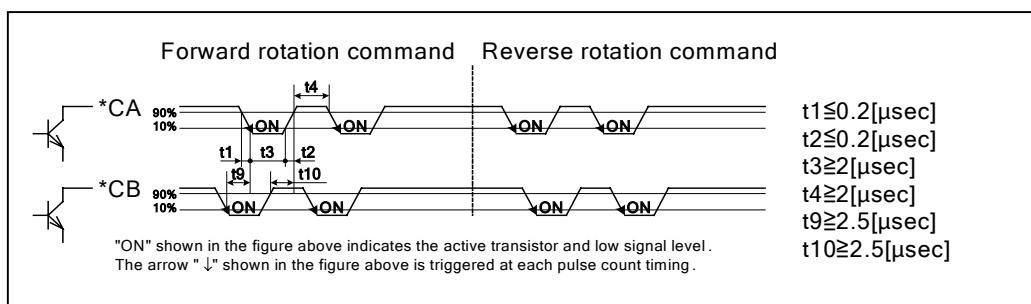 Forward rotation command
Reverse rotation command
t4
*CA
90%
10%
ON
ON
ON
ON
t1
t3
t2
t9
t10
*CB
90%
10%
ON
ON
ON
ON
"ON" shown in the figure above indicates the active transistor and low signal level.
The arrow "↓" shown in the figure above is triggered at each pulse count timing.
t1≦0.2[μsec]
t2≦0.2[μsec]
t3≧2[μsec]
t4≧2[μsec]
t9≧2.5[μsec]
t10≧2.5[μsec]